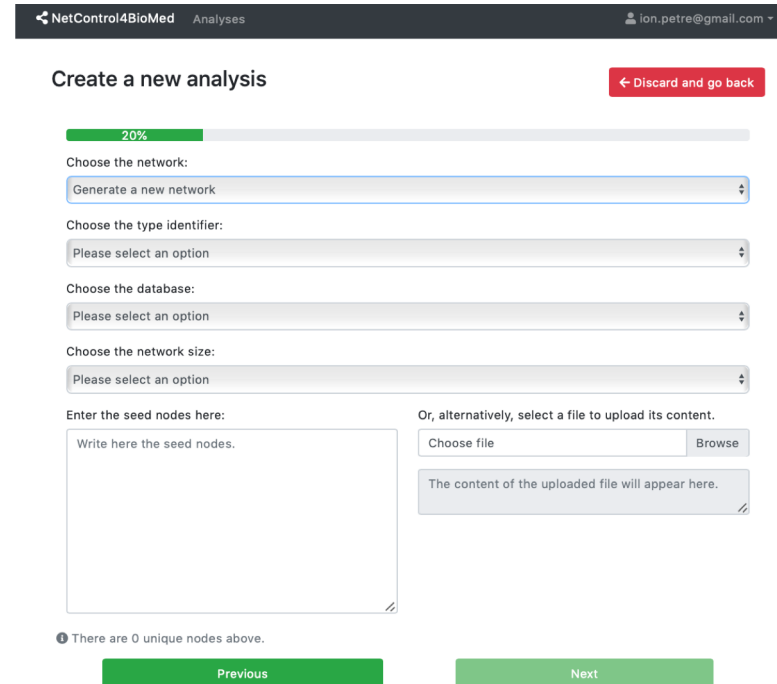 NetControl4BioMed Analyses ion.petre@gmail.com
Create a new analysis
← Discard and go back
20%
Choose the network:
Generate a new network
Choose the type identifier:
Please select an option
Choose the database:
Please select an option
Choose the network size:
Please select an option
Enter the seed nodes here:
Write here the seed nodes.
Or, alternatively, select a file to upload its content.
Choose file Browse
The content of the uploaded file will appear here.
There are 0 unique nodes above.
Previous Next